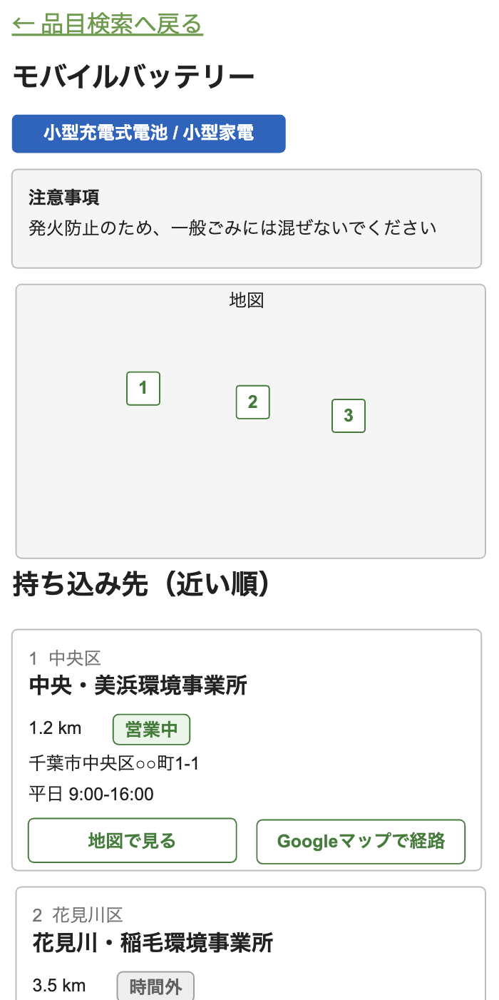 ← 品目検索へ戻る
モバイルバッテリー
小型充電式電池 / 小型家電
注意事項
発火防止のため、一般ごみには混ぜないでください
地図
1
2
3
持ち込み先（近い順）
1 中央区
中央・美浜環境事業所
1.2 km 営業中
千葉市中央区○○町1-1
平日 9:00-16:00
地図で見る Googleマップで経路
2 花見川区
花見川・稲毛環境事業所
3.5 km 時間外